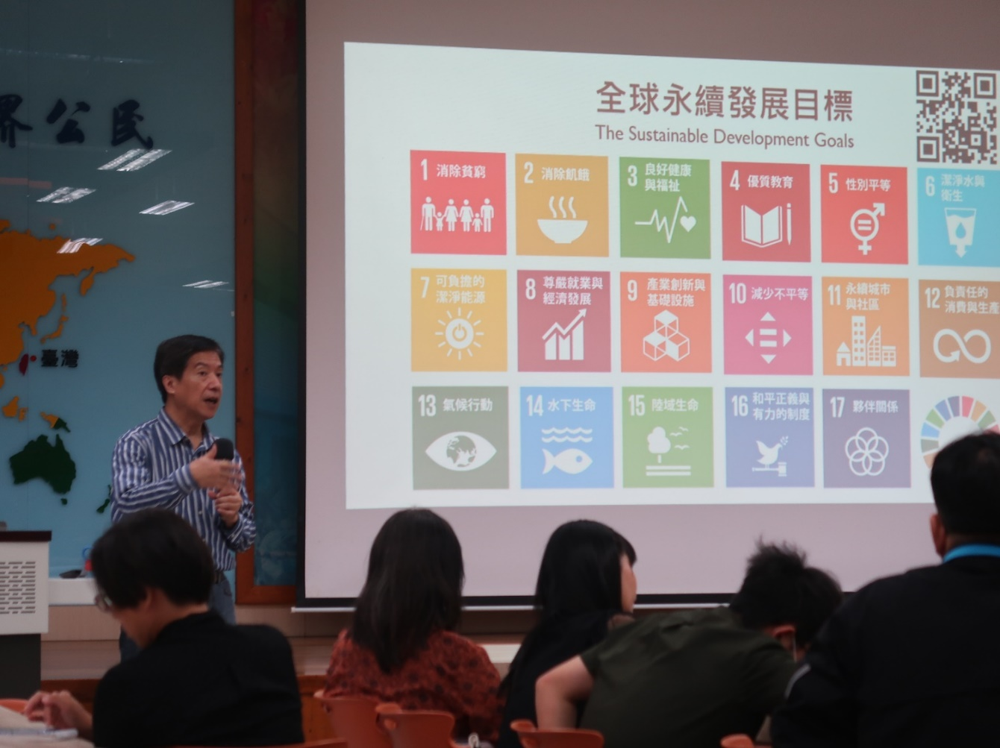 界公民
臺灣
全球永續發展目標
The Sustainable Development Goals
1 消除貧窮
2 消除飢餓
3 良好健康
與福祉
4 優質教育
5 性別平等
6 潔淨水與
衛生
7 可負擔的
潔淨能源
8 尊嚴就業與
經濟發展
9 產業創新與
基礎設施
10 減少不平等
11 永續城市
與社區
12 負責任的
消費與生產
13 氣候行動
14 水下生命
15 陸域生命
16 和平正義與
有力的制度
17 夥伴關係